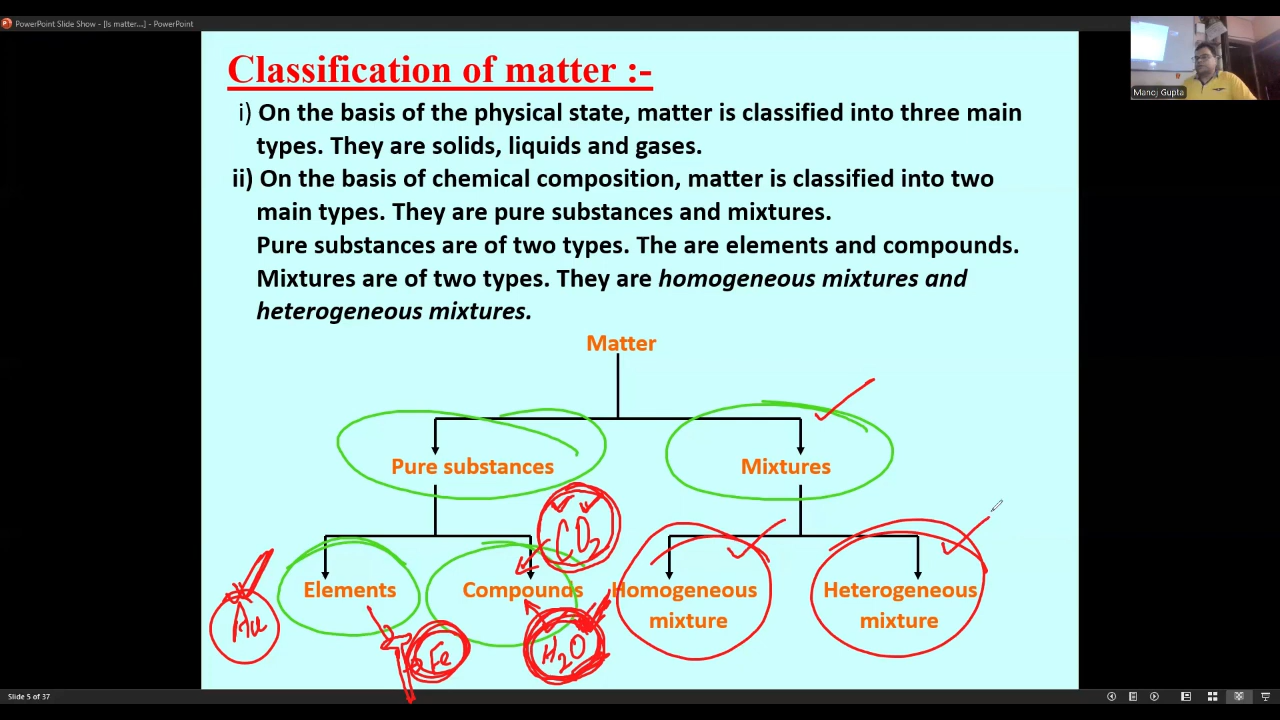 PowerPoint Slide Show - [Is matter...] - PowerPoint
Manoj Gupta
Classification of matter :-
i) On the basis of the physical state, matter is classified into three main
types. They are solids, liquids and gases.
ii) On the basis of chemical composition, matter is classified into two
main types. They are pure substances and mixtures.
Pure substances are of two types. The are elements and compounds.
Mixtures are of two types. They are homogeneous mixtures and
heterogeneous mixtures.
Matter
Pure substances Mixtures
CO2
Elements Compounds Homogeneous mixture Heterogeneous mixture
Au Fe H2O
Slide 5 of 37